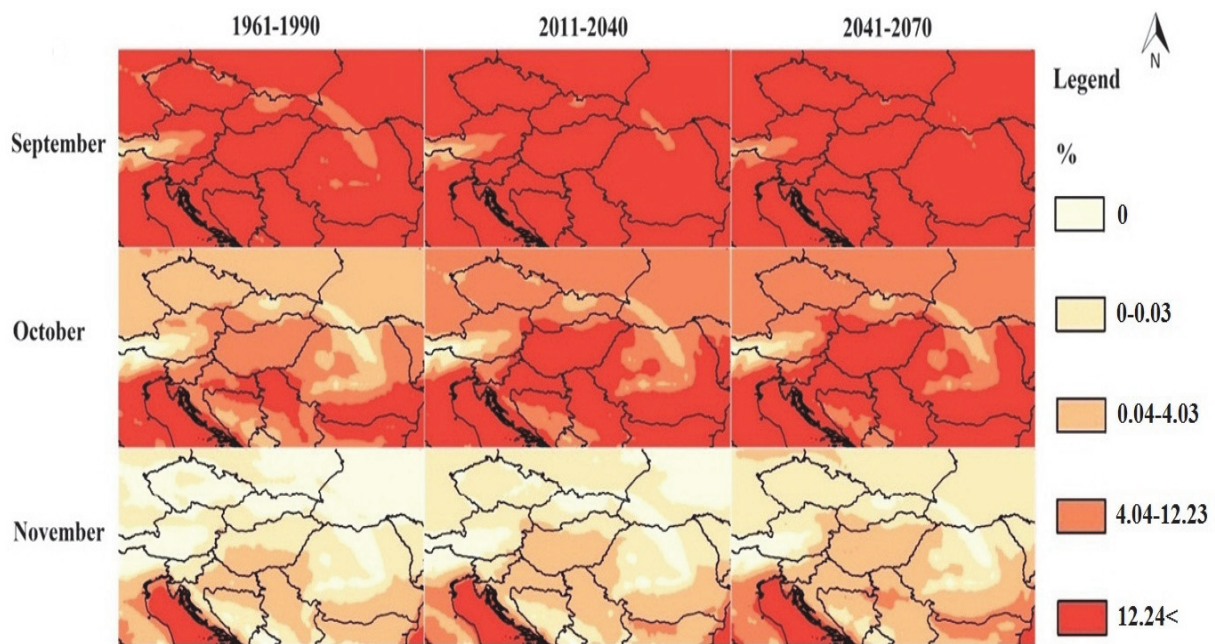 1961-1990 2011-2040 2041-2070
N
Legend
September
%
0
October
0-0.03
0.04-4.03
November
4.04-12.23
12.24<